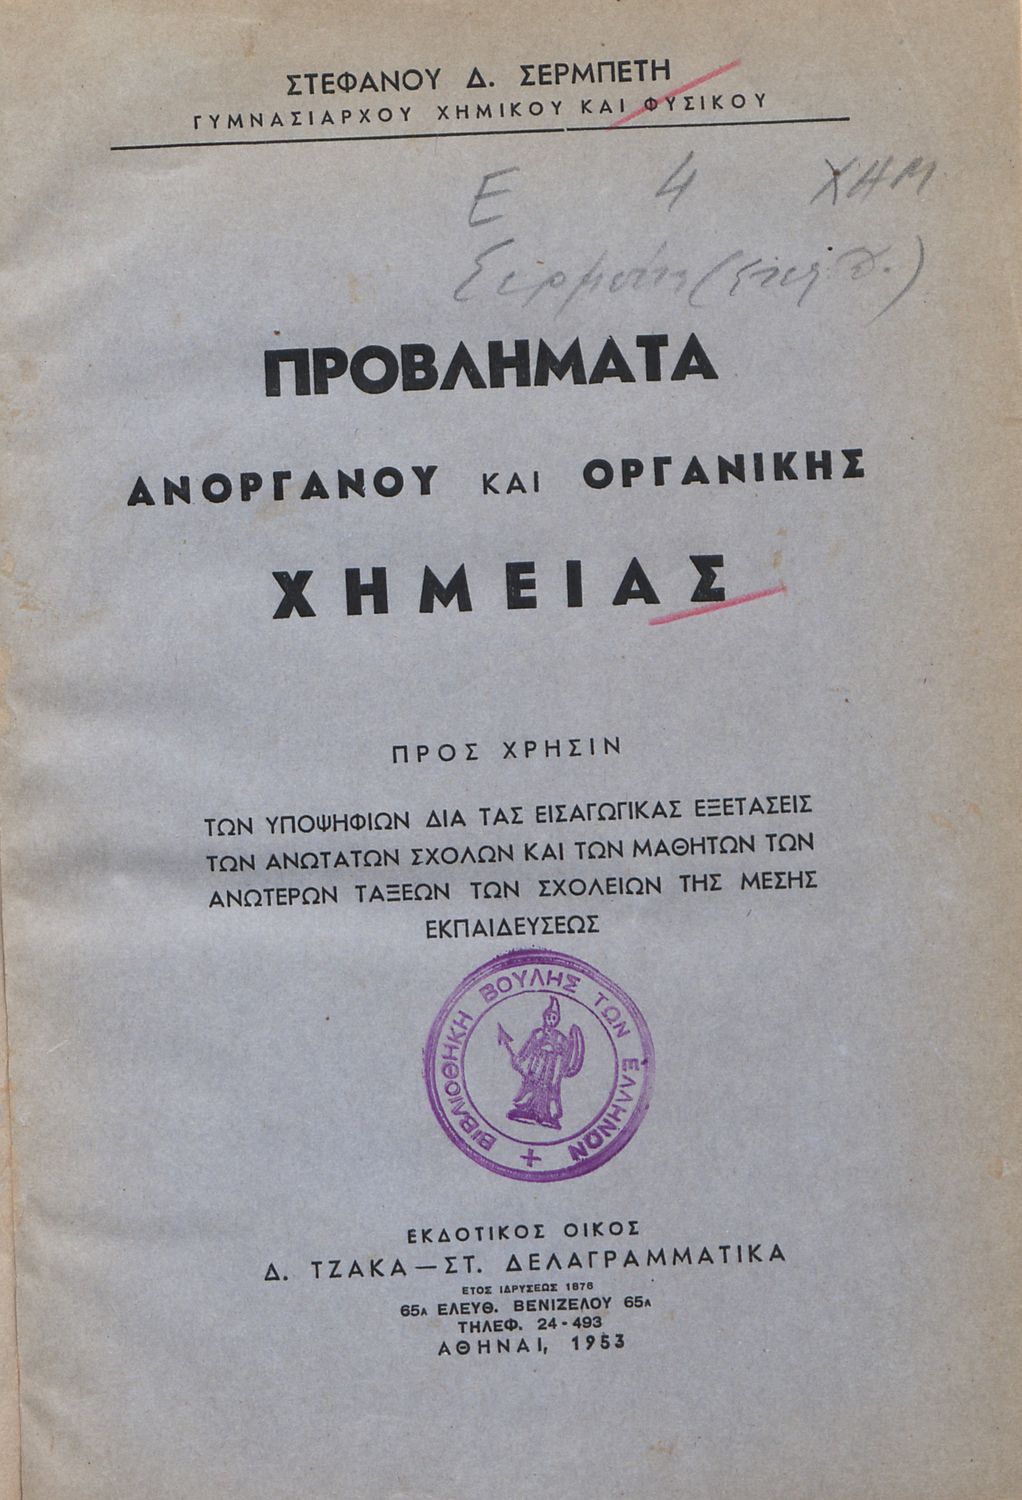 ΣΤΕΦΑΝΟΥ Δ. ΣΕΡΜΠΕΤΗ
ΓΥΜΝΑΣΙΑΡΧΟΥ ΧΗΜΙΚΟΥ ΚΑΙ ΦΥΣΙΚΟΥ
Ε 4 ΧΗΜ
ΠΡΟΒΛΗΜΑΤΑ
ΑΝΟΡΓΑΝΟΥ ΚΑΙ ΟΡΓΑΝΙΚΗΣ
ΧΗΜΕΙΑΣ
ΠΡΟΣ ΧΡΗΣΙΝ
ΤΩΝ ΥΠΟΨΗΦΙΩΝ ΔΙΑ ΤΑΣ ΕΙΣΑΓΩΓΙΚΑΣ ΕΞΕΤΑΣΕΙΣ
ΤΩΝ ΑΝΩΤΑΤΩΝ ΣΧΟΛΩΝ ΚΑΙ ΤΩΝ ΜΑΘΗΤΩΝ ΤΩΝ
ΑΝΩΤΕΡΩΝ ΤΑΞΕΩΝ ΤΩΝ ΣΧΟΛΕΙΩΝ ΤΗΣ ΜΕΣΗΣ
ΕΚΠΑΙΔΕΥΣΕΩΣ
ΒΙΒΛΙΟΘΗΚΗ ΒΟΥΛΗΣ ΤΩΝ ΕΛΛΗΝΩΝ
ΕΚΔΟΤΙΚΟΣ ΟΙΚΟΣ
Δ. ΤΖΑΚΑ — ΣΤ. ΔΕΛΑΓΡΑΜΜΑΤΙΚΑ
ΕΤΟΣ ΙΔΡΥΣΕΩΣ 1876
65Α ΕΛΕΥΘ. ΒΕΝΙΖΕΛΟΥ 65Α
ΤΗΛΕΦ. 24-493
ΑΘΗΝΑΙ, 1953